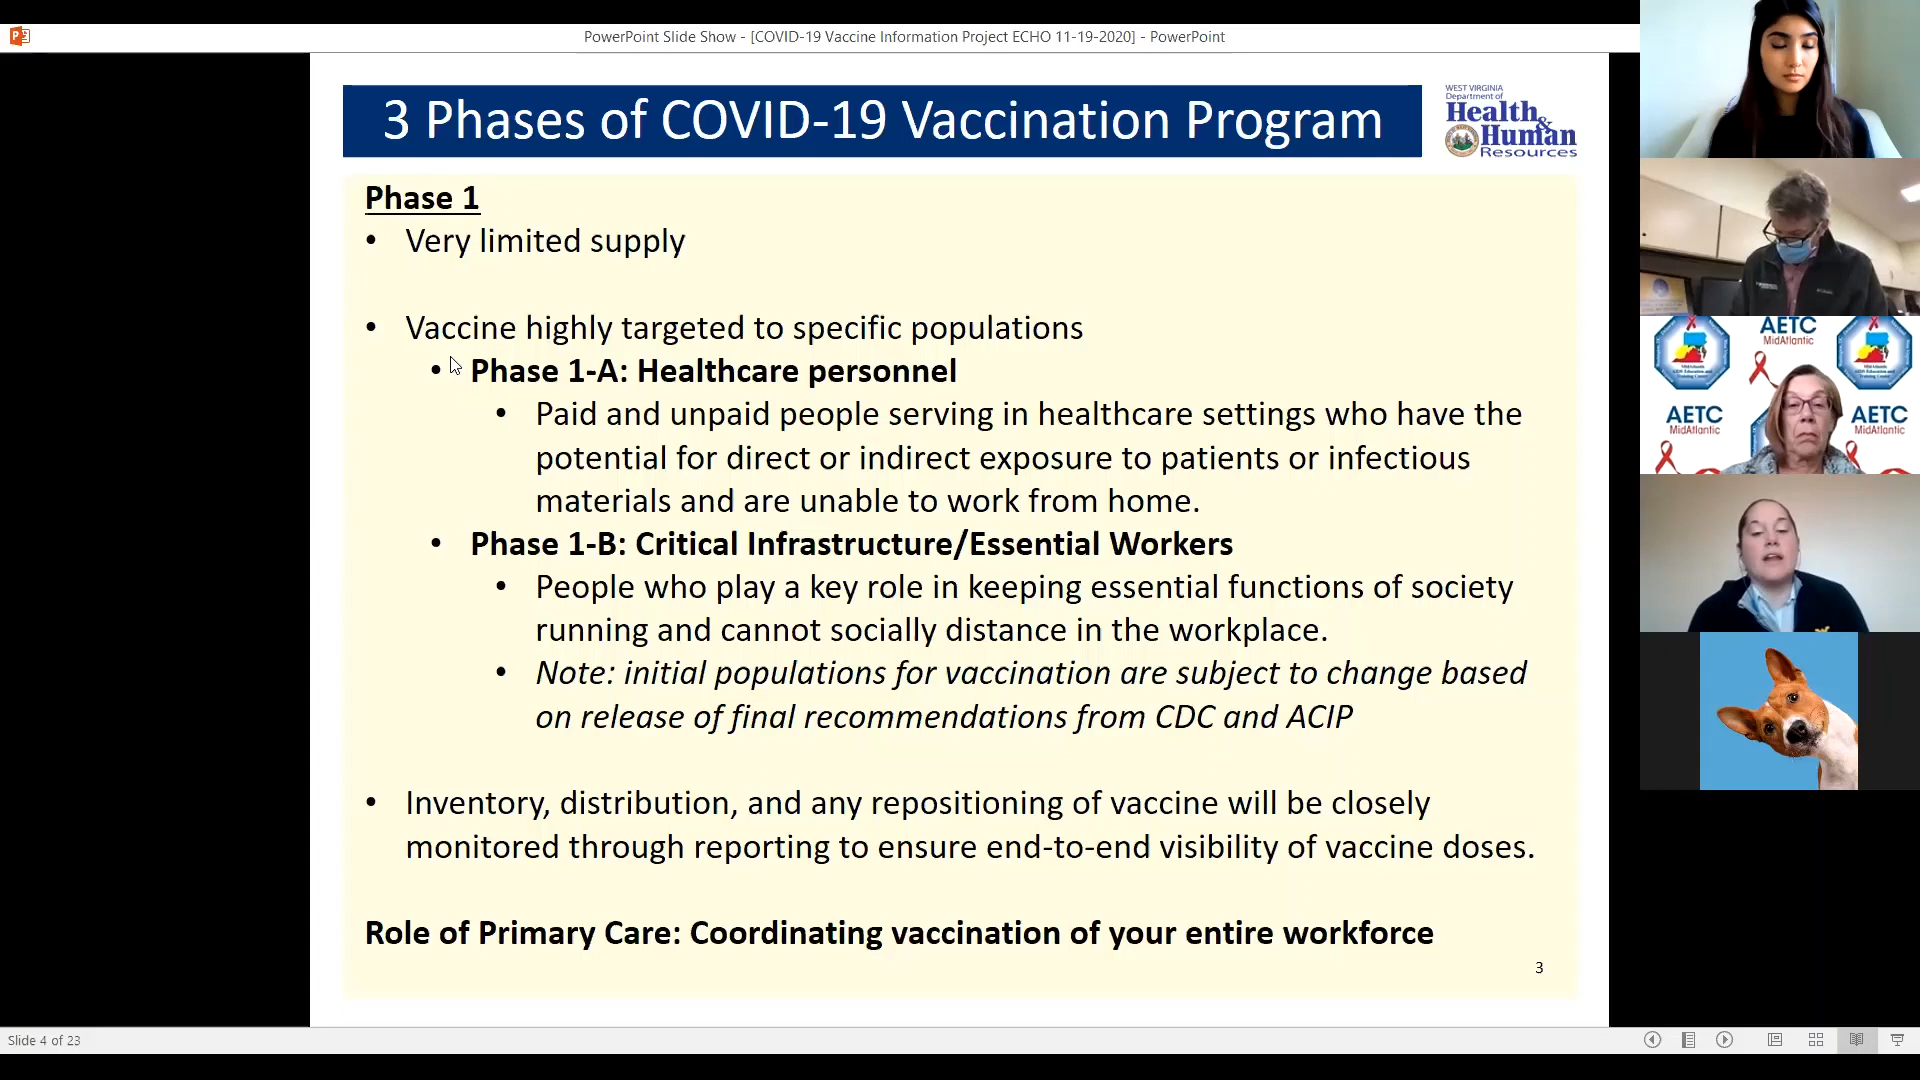 PowerPoint Slide Show - [COVID-19 Vaccine Information Project ECHO 11-19-2020] - PowerPoint
3 Phases of COVID-19 Vaccination Program
WEST VIRGINIA
Department of
Health &
Human
Resources
Phase 1
• Very limited supply
• Vaccine highly targeted to specific populations
• Phase 1-A: Healthcare personnel
• Paid and unpaid people serving in healthcare settings who have the
potential for direct or indirect exposure to patients or infectious
materials and are unable to work from home.
• Phase 1-B: Critical Infrastructure/Essential Workers
• People who play a key role in keeping essential functions of society
running and cannot socially distance in the workplace.
• Note: initial populations for vaccination are subject to change based
on release of final recommendations from CDC and ACIP
• Inventory, distribution, and any repositioning of vaccine will be closely
monitored through reporting to ensure end-to-end visibility of vaccine doses.
Role of Primary Care: Coordinating vaccination of your entire workforce
3
Slide 4 of 23
AETC
MidAtlantic
AETC
MidAtlantic
AETC
MidAtlantic